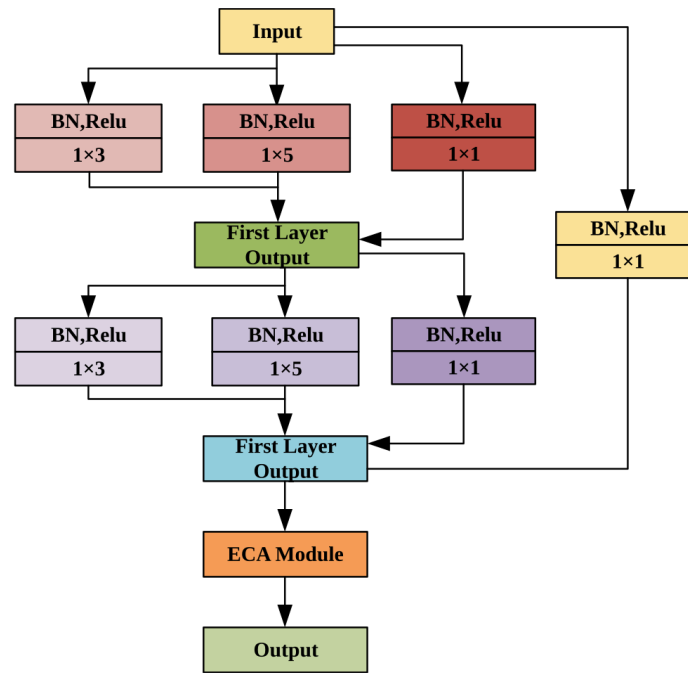 Input
BN,Relu
1×3
BN,Relu
1×5
BN,Relu
1×1
First Layer
Output
BN,Relu
1×1
BN,Relu
1×3
BN,Relu
1×5
BN,Relu
1×1
First Layer
Output
ECA Module
Output